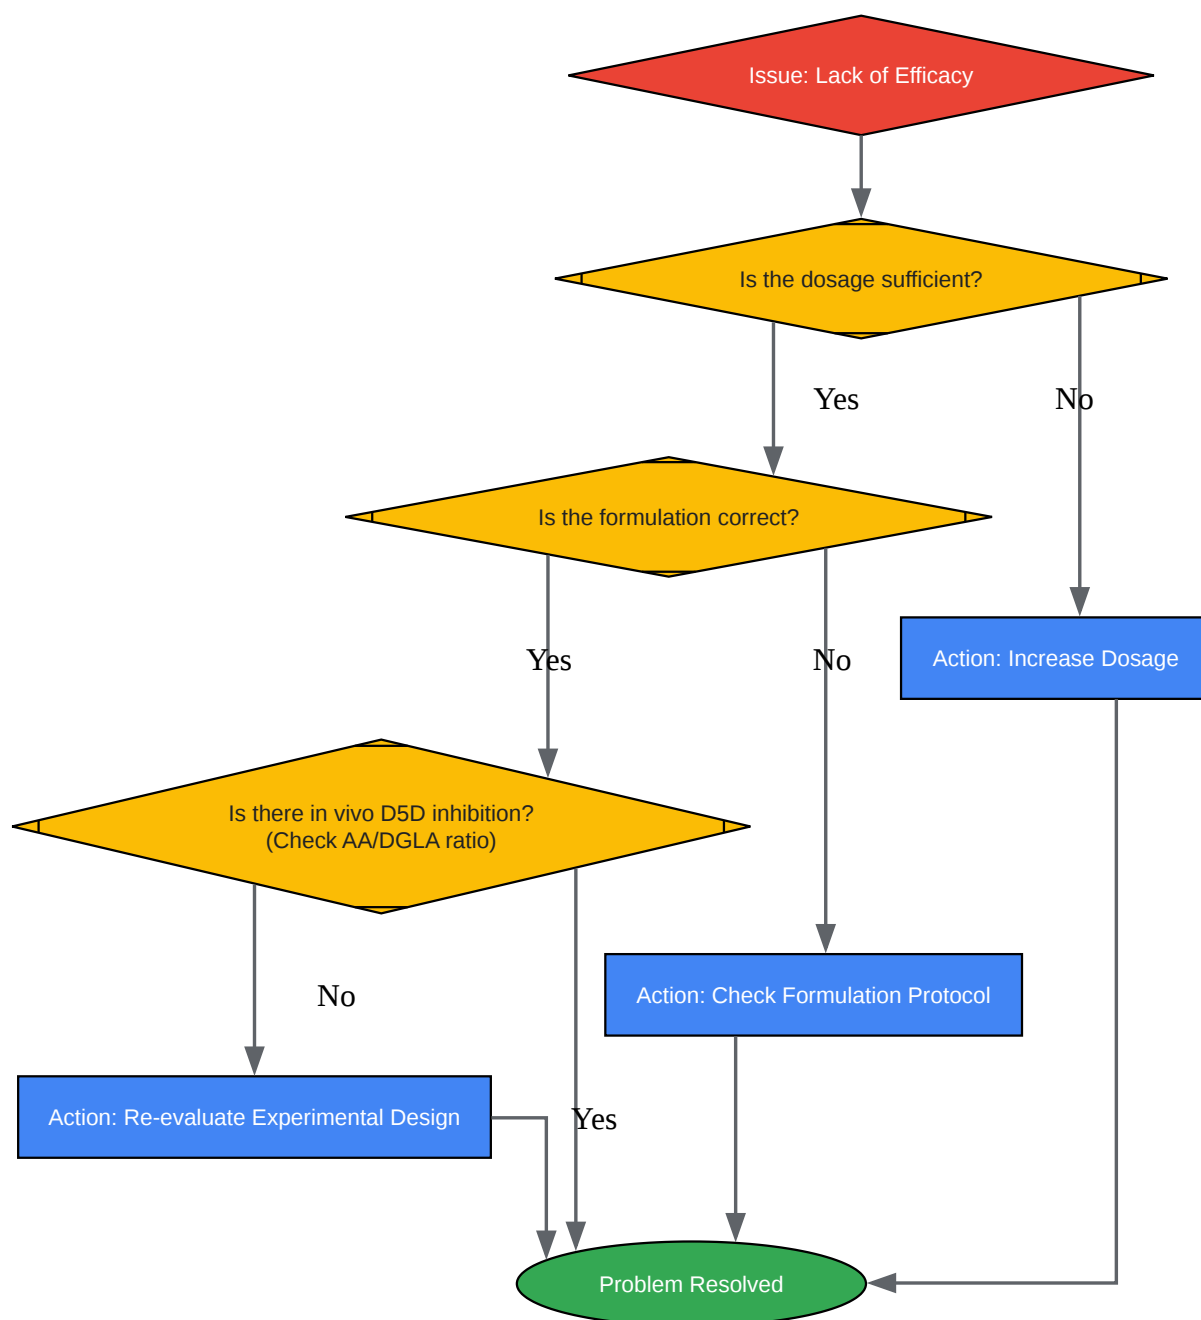 Issue: Lack of Efficacy
Is the dosage sufficient?
Yes
No
Is the formulation correct?
Yes
No
Action: Increase Dosage
Is there in vivo D5D inhibition?
(Check AA/DGLA ratio)
No
Action: Check Formulation Protocol
Action: Re-evaluate Experimental Design
Yes
Problem Resolved